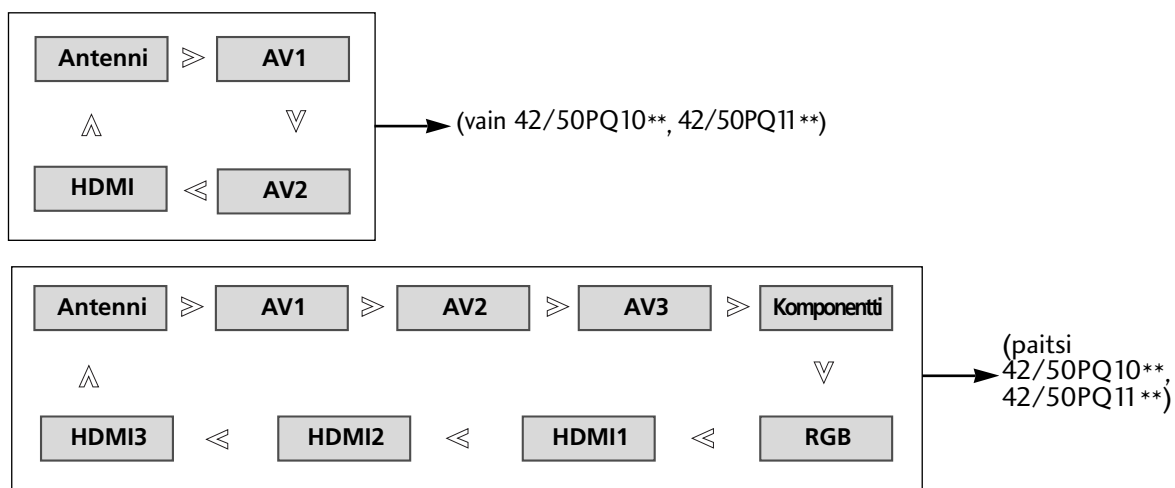 Antenni AV1
(vain 42/50PQ10**, 42/50PQ11**)
HDMI AV2
Antenni AV1 AV2 AV3 Komponentti
(paitsi
42/50PQ10**,
42/50PQ11**)
HDMI3 HDMI2 HDMI1 RGB